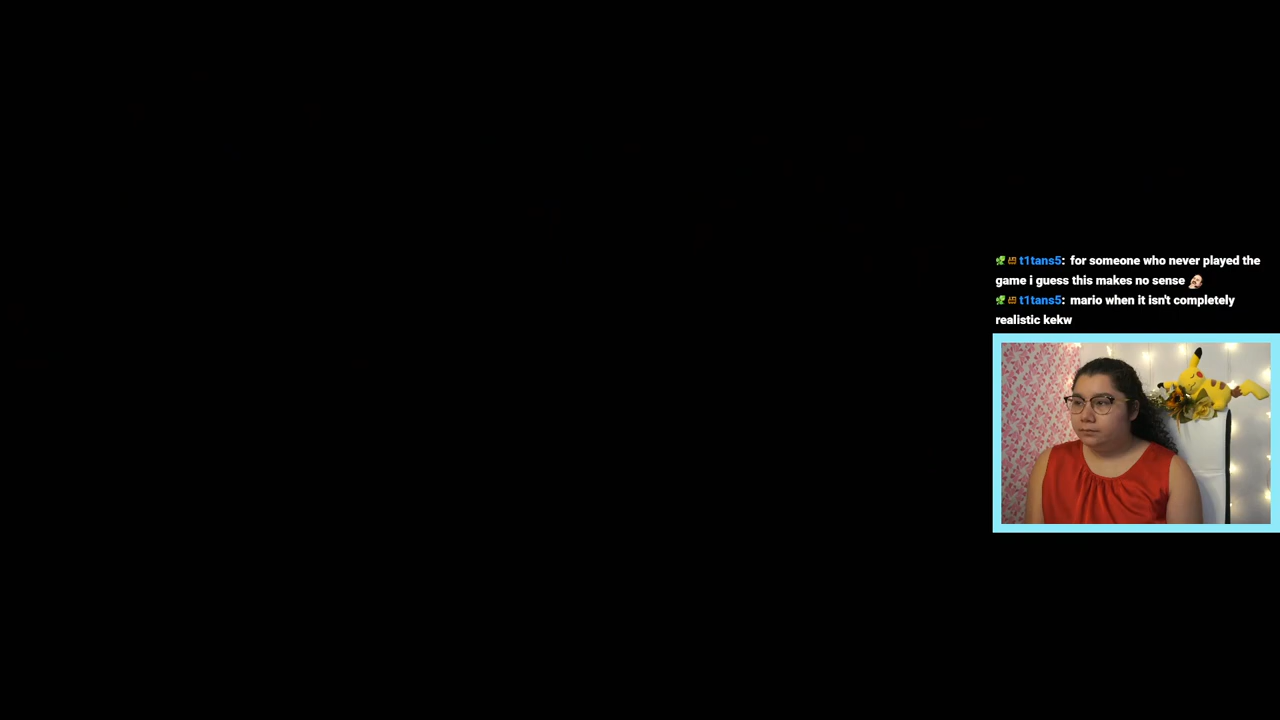 t1tans5: for someone who never played the
game i guess this makes no sense
t1tans5: mario when it isn't completely
realistic kekw